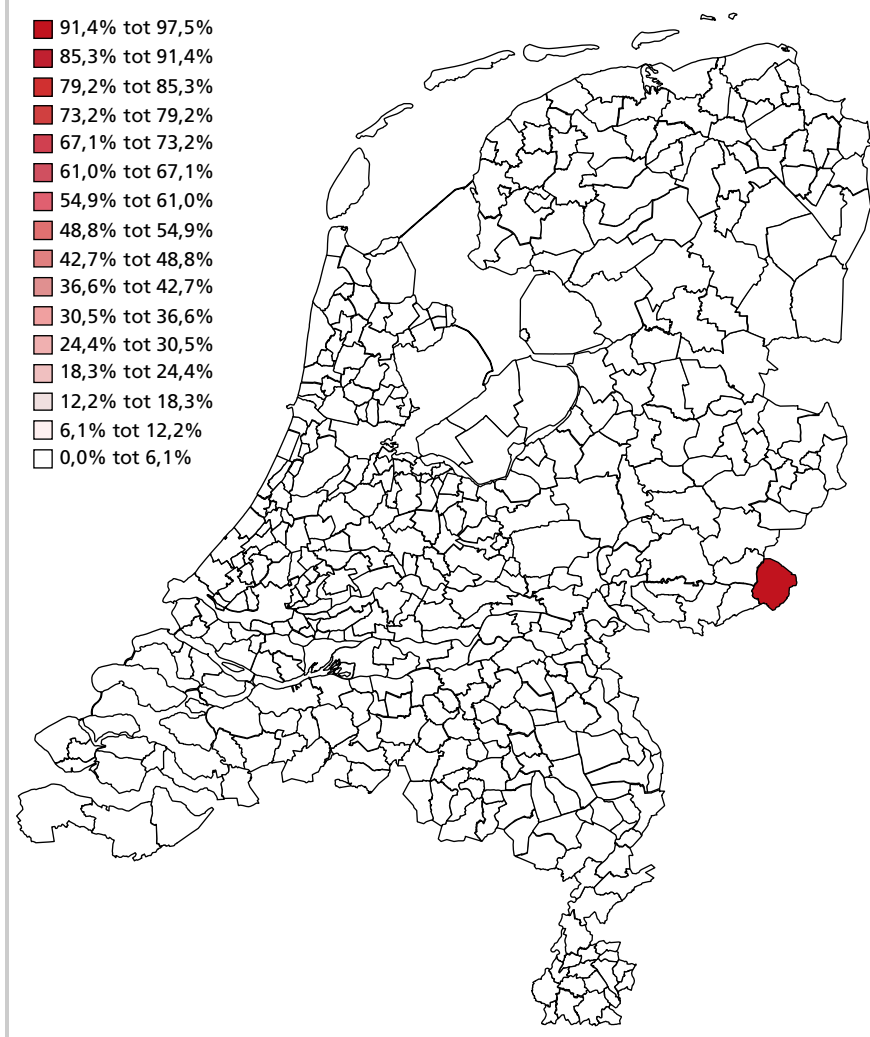 91,4% tot 97,5%
85,3% tot 91,4%
79,2% tot 85,3%
73,2% tot 79,2%
67,1% tot 73,2%
61,0% tot 67,1%
54,9% tot 61,0%
48,8% tot 54,9%
42,7% tot 48,8%
36,6% tot 42,7%
30,5% tot 36,6%
24,4% tot 30,5%
18,3% tot 24,4%
12,2% tot 18,3%
6,1% tot 12,2%
0,0% tot 6,1%